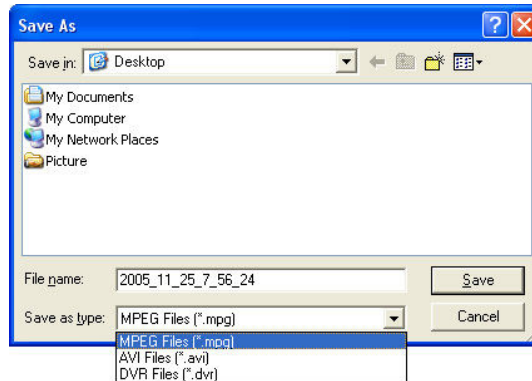 Save As
Save in: Desktop
My Documents
My Computer
My Network Places
Picture
File name: 2005_11_25_7_56_24 Save
Save as type: MPEG Files (*.mpg) Cancel
MPEG Files (*.mpg)
AVI Files (*.avi)
DVR Files (*.dvr)